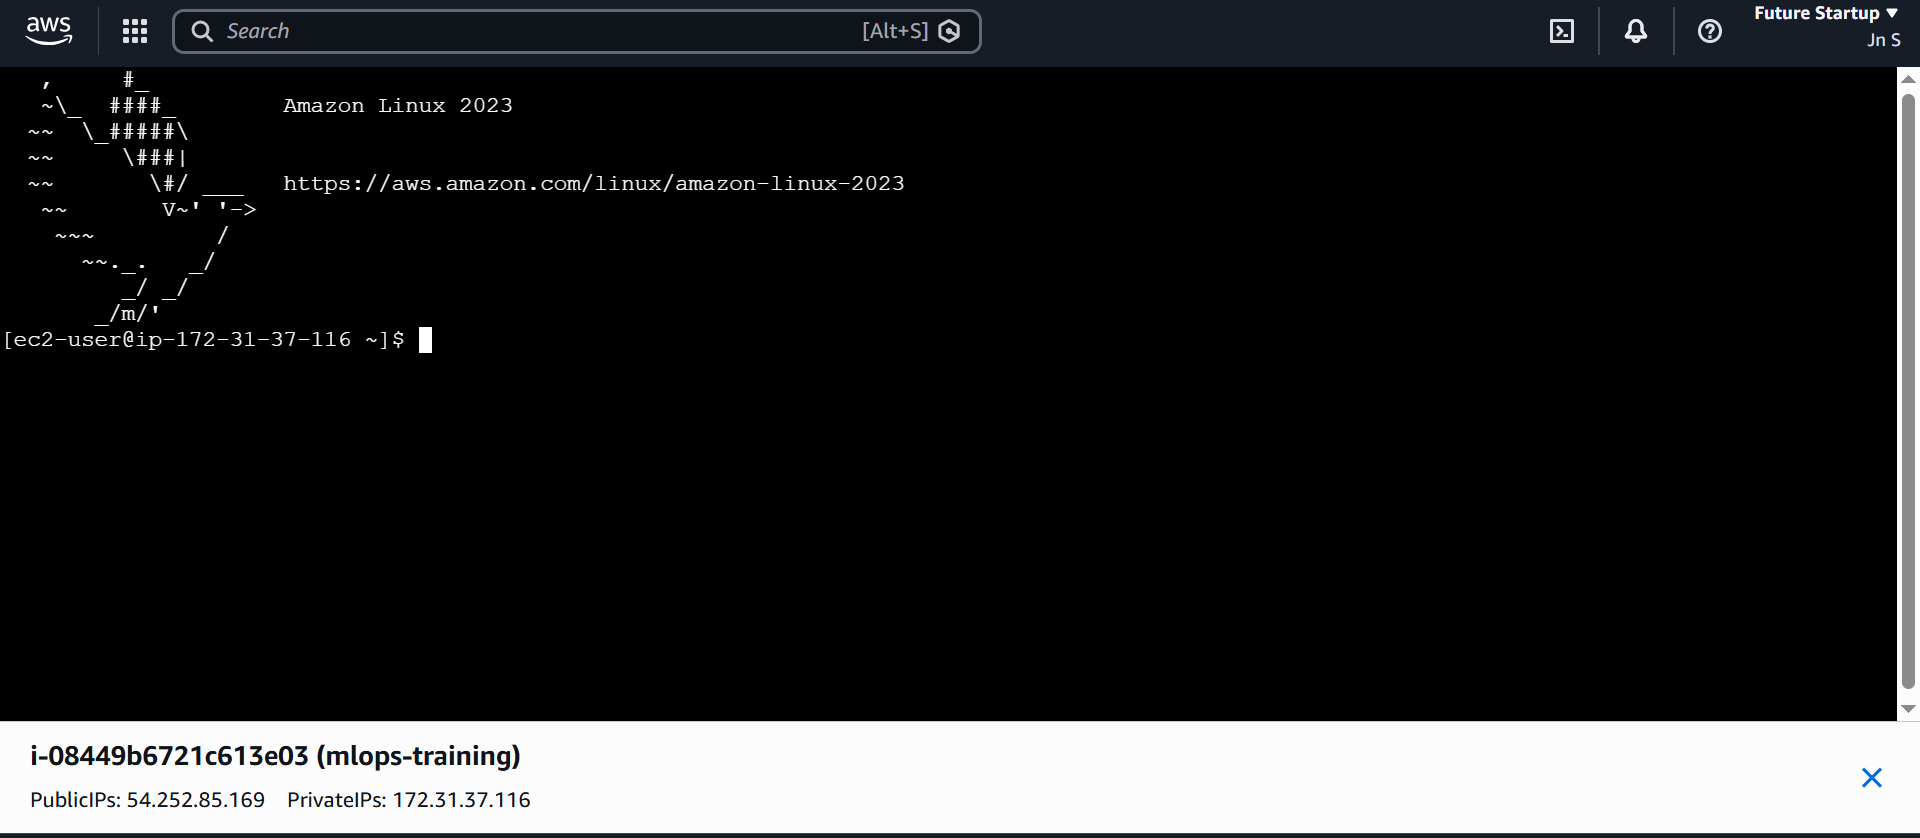 aws Search [Alt+S] Future Startup
Jn S
   ,     #_
   ~\_  ####_        Amazon Linux 2023
  ~~  \_#####\
  ~~     \###|
  ~~       \#/ ___   https://aws.amazon.com/linux/amazon-linux-2023
   ~~       V~' '->
    ~~~         /
      ~~._.   _/
         _/ _/
       _/m/'
[ec2-user@ip-172-31-37-116 ~]$
i-08449b6721c613e03 (mlops-training)
PublicIPs: 54.252.85.169 PrivateIPs: 172.31.37.116